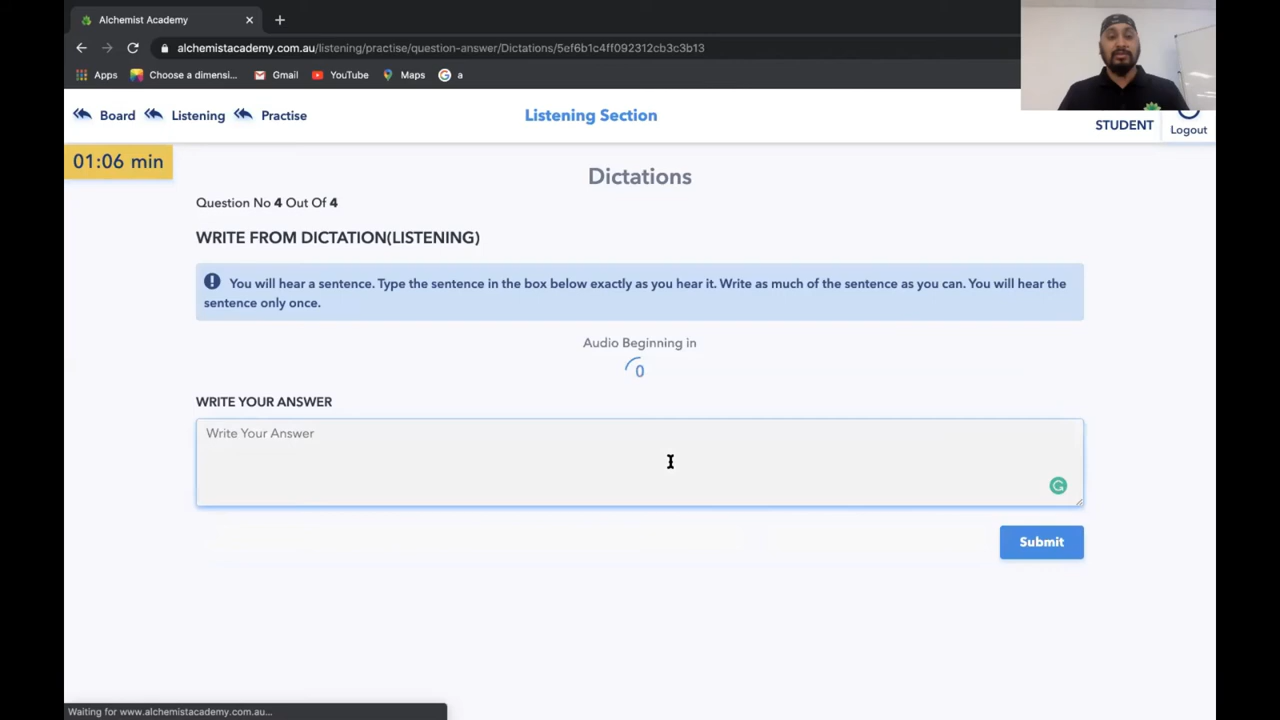 Alchemist Academy
alchemistacademy.com.au/listening/practise/question-answer/Dictations/5ef6b1c4ff092312cb3c3b13
Apps Choose a dimensi... Gmail YouTube Maps a
Board Listening Practise Listening Section STUDENT Logout
01:06 min
Dictations
Question No 4 Out Of 4
WRITE FROM DICTATION(LISTENING)
You will hear a sentence. Type the sentence in the box below exactly as you hear it. Write as much of the sentence as you can. You will hear the
sentence only once.
Audio Beginning in
0
WRITE YOUR ANSWER
Write Your Answer
Submit
Waiting for www.alchemistacademy.com.au...